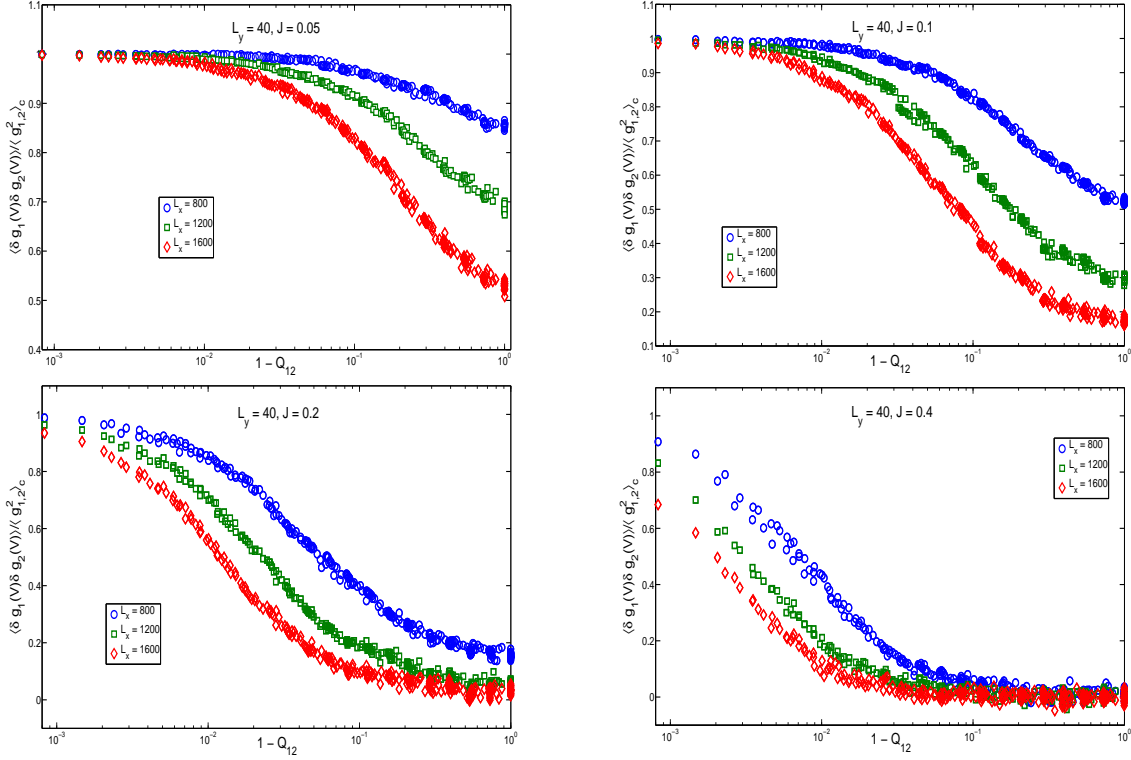 L_y = 40, J = 0.05
⟨δ g_1(V)δ g_2(V)⟩/⟨ g^2_{1,2}⟩_c
1
0.9
0.8
0.7
0.6
0.5
0.4
L_x = 800
L_x = 1200
L_x = 1600
10^-3
10^-2
10^-1
10^0
1 − Q_12
L_y = 40, J = 0.1
⟨δ g_1(V)δ g_2(V)⟩/⟨ g^2_{1,2}⟩_c
1
0.9
0.8
0.7
0.6
0.5
0.4
0.3
0.2
0.1
L_x = 800
L_x = 1200
L_x = 1600
10^-3
10^-2
10^-1
10^0
1 − Q_12
L_y = 40, J = 0.2
⟨δ g_1(V)δ g_2(V)⟩/⟨ g^2_{1,2}⟩_c
1
0.8
0.6
0.4
0.2
0
L_x = 800
L_x = 1200
L_x = 1600
10^-3
10^-2
10^-1
10^0
1 − Q_12
L_y = 40, J = 0.4
⟨δ g_1(V)δ g_2(V)⟩/⟨ g^2_{1,2}⟩_c
1
0.8
0.6
0.4
0.2
0
L_x = 800
L_x = 1200
L_x = 1600
10^-3
10^-2
10^-1
10^0
1 − Q_12